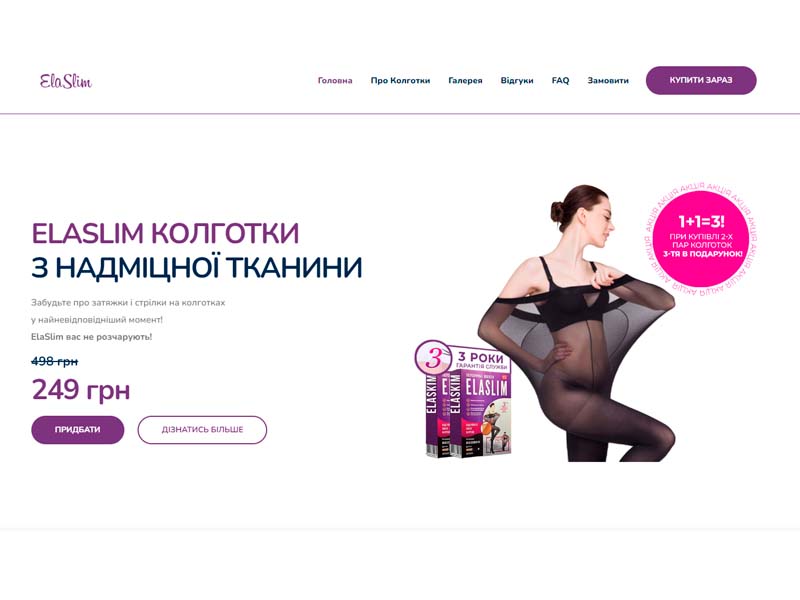 ElaSlim
Головна
Про Колготки
Галерея
Відгуки
FAQ
Замовити
КУПИТИ ЗАРАЗ
ELASLIM КОЛГОТКИ
З НАДМІЦНОЇ ТКАНИНИ
Забудьте про затяжки і стрілки на колготках
у найневідповідніший момент!
ElaSlim вас не розчарують!
498 грн
249 грн
ПРИДБАТИ
ДІЗНАТИСЬ БІЛЬШЕ
АКЦІЯ АКЦІЯ АКЦІЯ АКЦІЯ АКЦІЯ АКЦІЯ АКЦІЯ АКЦІЯ
1+1=3!
ПРИ КУПІВЛІ 2-Х
ПАР КОЛГОТОК
3-ТЯ В ПОДАРУНОК!
3
3 РОКИ
ГАРАНТІЯ СЛУЖБИ
ELASKIM
ELASKIM
ELASLIM